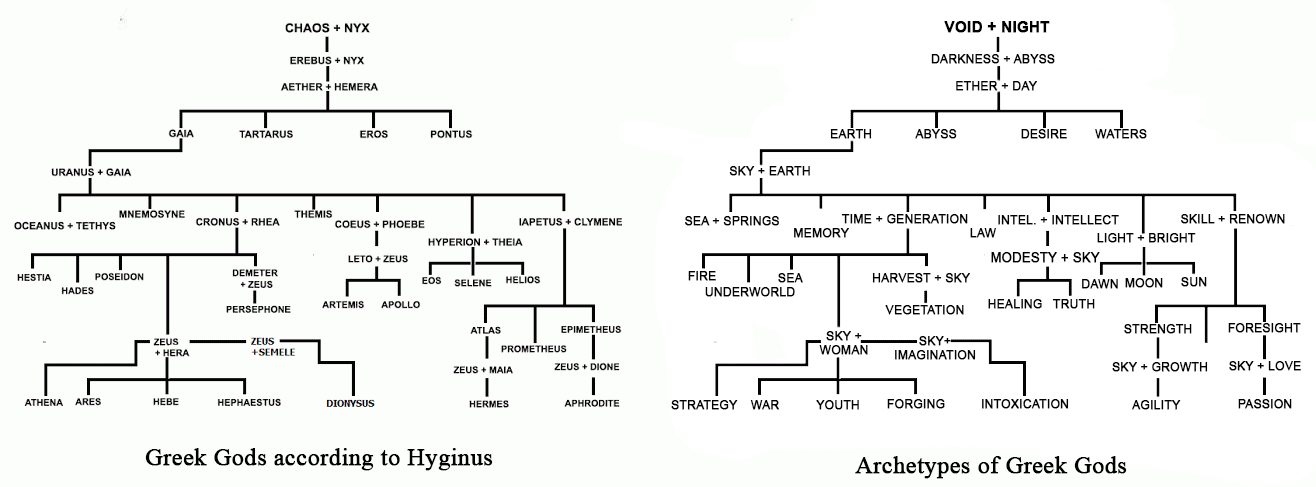 CHAOS + NYX
EREBUS + NYX
AETHER + HEMERA
GAIA
TARTARUS
EROS
PONTUS
URANUS + GAIA
OCEANUS + TETHYS
MNEMOSYNE
CRONUS + RHEA
THEMIS
COEUS + PHOEBE
HYPERION + THEIA
IAPETUS + CLYMENE
HESTIA
HADES
POSEIDON
DEMETER
+ ZEUS
PERSEPHONE
LETO + ZEUS
ARTEMIS
APOLLO
EOS
SELENE
HELIOS
ATLAS
PROMETHEUS
EPIMETHEUS
ZEUS
+ HERA
ZEUS
+SEMELE
ZEUS + MAIA
ZEUS + DIONE
ATHENA
ARES
HEBE
HEPHAESTUS
DIONYSUS
HERMES
APHRODITE
Greek Gods according to Hyginus
VOID + NIGHT
DARKNESS + ABYSS
ETHER + DAY
EARTH
ABYSS
DESIRE
WATERS
SKY + EARTH
SEA + SPRINGS
MEMORY
TIME + GENERATION
LAW
INTEL. + INTELLECT
LIGHT + BRIGHT
SKILL + RENOWN
FIRE
UNDERWORLD
SEA
HARVEST + SKY
VEGETATION
MODESTY + SKY
HEALING
TRUTH
DAWN
MOON
SUN
STRENGTH
FORESIGHT
SKY +
WOMAN
SKY+
IMAGINATION
SKY + GROWTH
SKY + LOVE
STRATEGY
WAR
YOUTH
FORGING
INTOXICATION
AGILITY
PASSION
Archetypes of Greek Gods